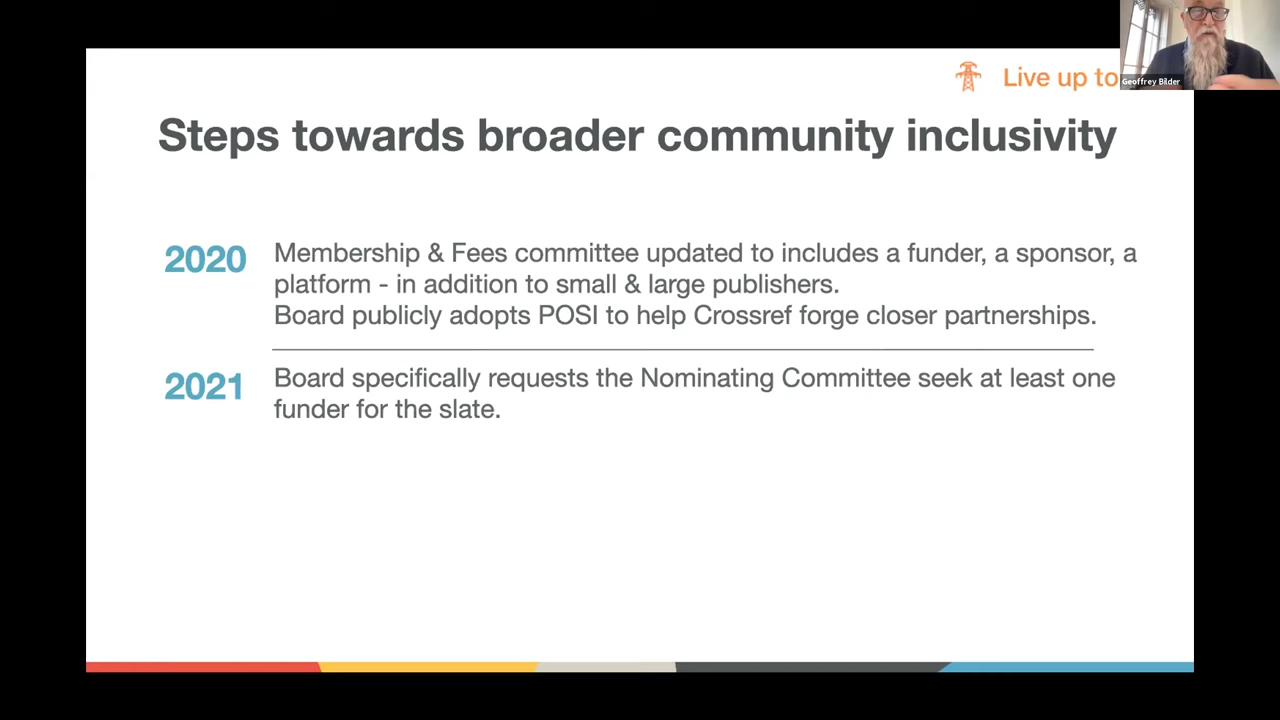 Live up to
Geoffrey Bilder
Steps towards broader community inclusivity
2020
Membership & Fees committee updated to includes a funder, a sponsor, a
platform - in addition to small & large publishers.
Board publicly adopts POSI to help Crossref forge closer partnerships.
2021
Board specifically requests the Nominating Committee seek at least one
funder for the slate.